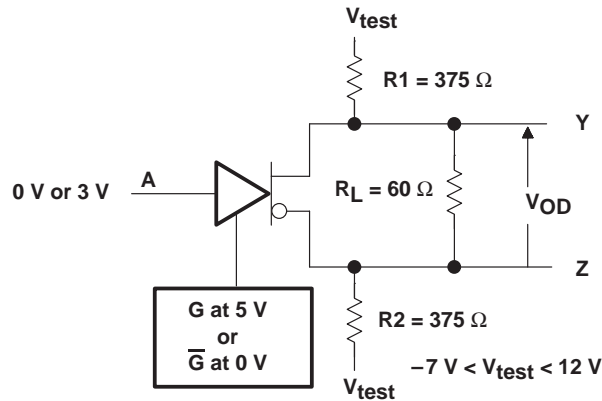 Vtest
R1 = 375 Ω
Y
0 V or 3 V
A
RL = 60 Ω
VOD
Z
G at 5 V
or
G̅ at 0 V
R2 = 375 Ω
−7 V < Vtest < 12 V
Vtest